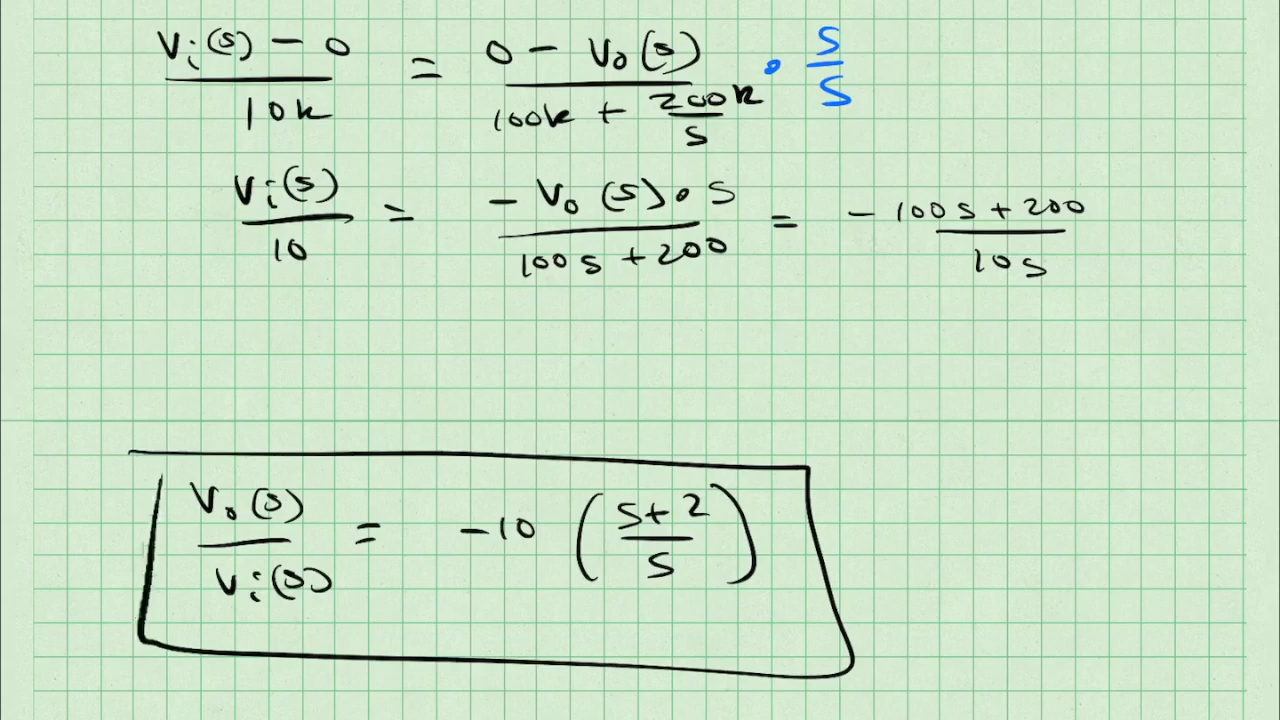 (Vi(s) - 0) / 10k = (0 - Vo(s)) / (100k + 200k/s) • s/s
Vi(s) / 10 = (-Vo(s) • s) / (100s + 200) = (-100s + 200) / 10s
Vo(s) / Vi(s) = -10 ((s+2) / s)